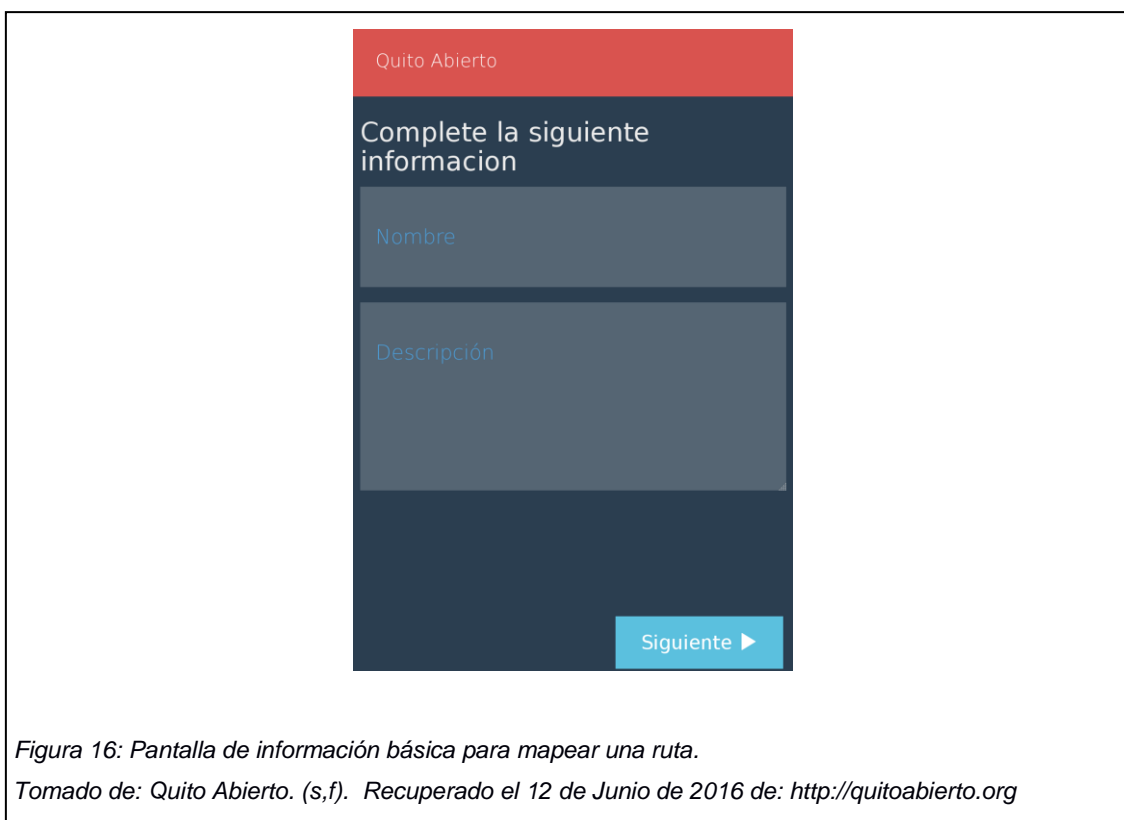 Quito Abierto
Complete la siguiente
informacion
Nombre
Descripción
Siguiente
Figura 16: Pantalla de información básica para mapear una ruta.
Tomado de: Quito Abierto. (s,f). Recuperado el 12 de Junio de 2016 de: http://quitoabierto.org